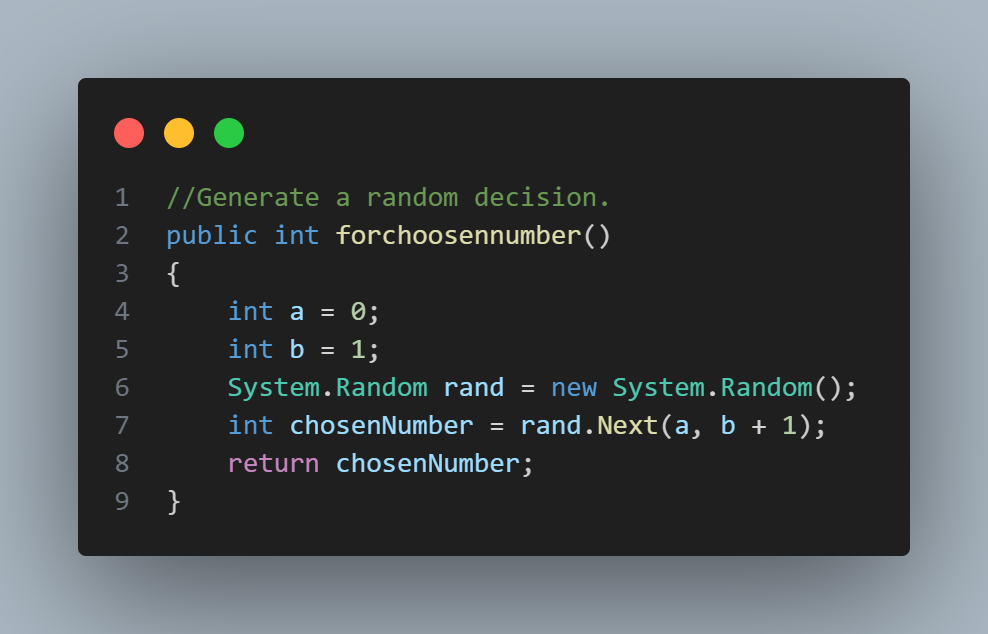 1 //Generate a random decision.
2 public int forchoosennumber()
3 {
4     int a = 0;
5     int b = 1;
6     System.Random rand = new System.Random();
7     int chosenNumber = rand.Next(a, b + 1);
8     return chosenNumber;
9 }